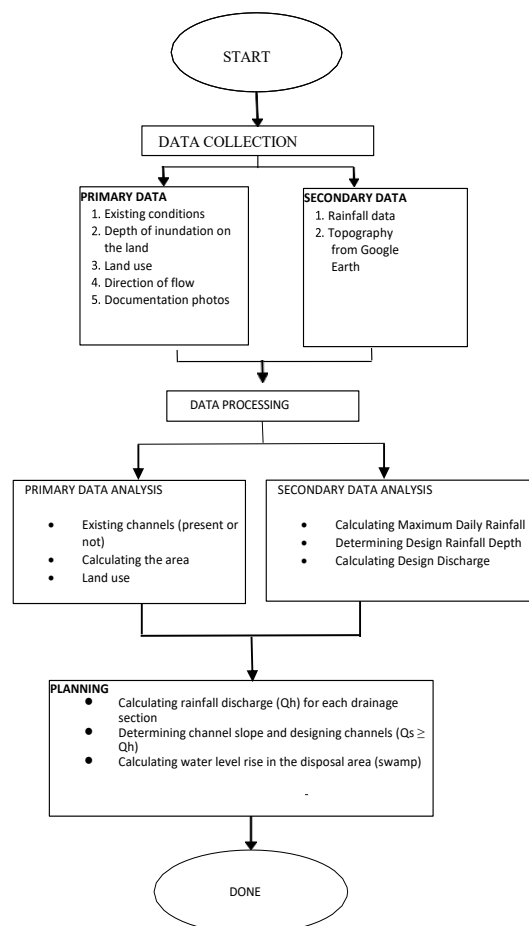 START
DATA COLLECTION
PRIMARY DATA
1. Existing conditions
2. Depth of inundation on
the land
3. Land use
4. Direction of flow
5. Documentation photos
SECONDARY DATA
1. Rainfall data
2. Topography
from Google
Earth
DATA PROCESSING
PRIMARY DATA ANALYSIS
• Existing channels (present or
not)
• Calculating the area
• Land use
SECONDARY DATA ANALYSIS
• Calculating Maximum Daily Rainfall
• Determining Design Rainfall Depth
• Calculating Design Discharge
PLANNING
• Calculating rainfall discharge (Qh) for each drainage
section
• Determining channel slope and designing channels (Qs ≥
Qh)
• Calculating water level rise in the disposal area (swamp)
-
DONE